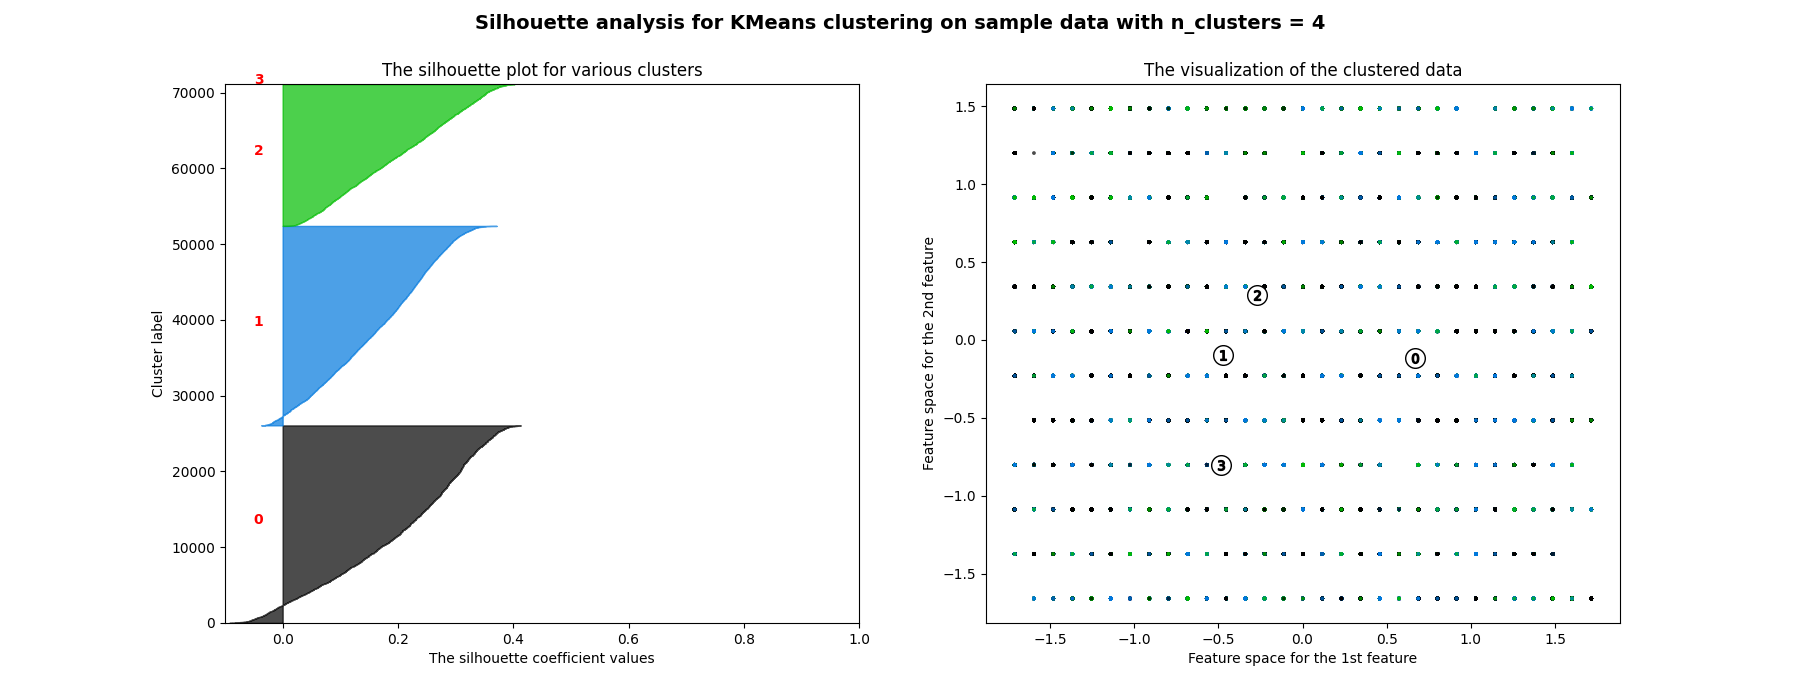 Silhouette analysis for KMeans clustering on sample data with n_clusters = 4
The silhouette plot for various clusters
3
2
1
0
70000
60000
50000
40000
30000
20000
10000
0
Cluster label
0.0 0.2 0.4 0.6 0.8 1.0
The silhouette coefficient values
The visualization of the clustered data
1.5
1.0
0.5
0.0
−0.5
−1.0
−1.5
Feature space for the 2nd feature
2
1
0
3
−1.5 −1.0 −0.5 0.0 0.5 1.0 1.5
Feature space for the 1st feature